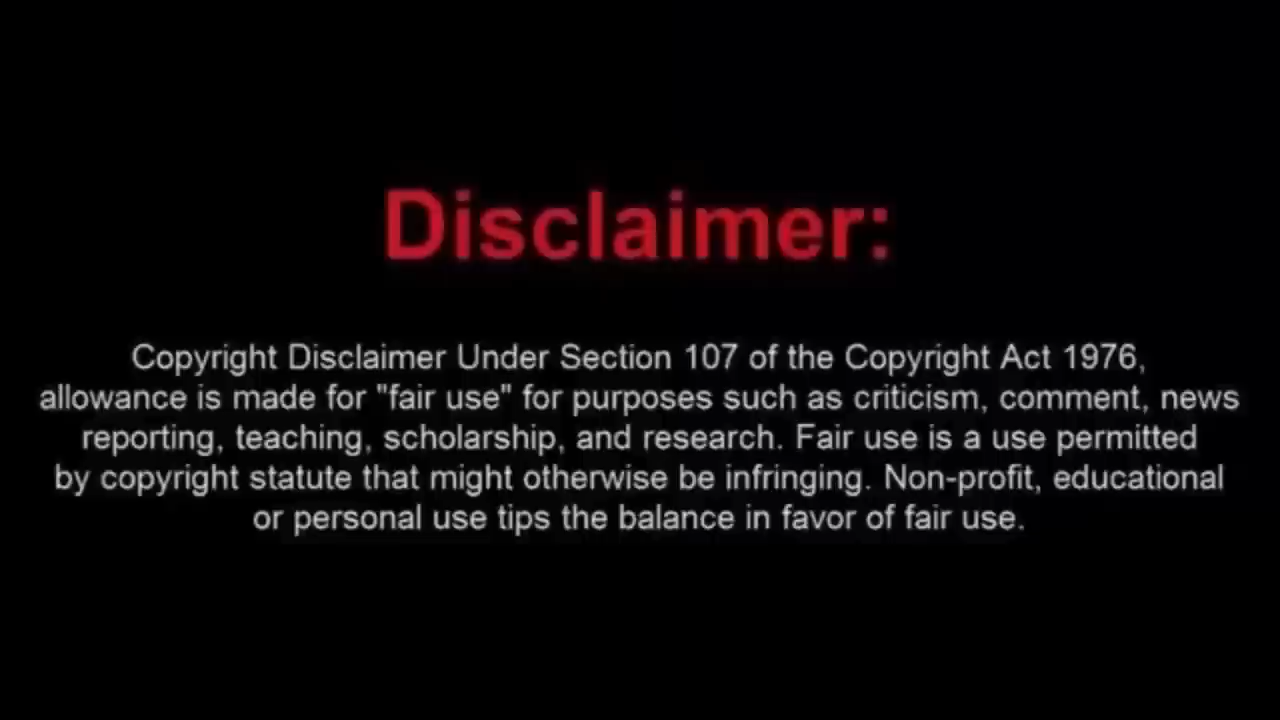 Disclaimer:
Copyright Disclaimer Under Section 107 of the Copyright Act 1976,
allowance is made for "fair use" for purposes such as criticism, comment, news
reporting, teaching, scholarship, and research. Fair use is a use permitted
by copyright statute that might otherwise be infringing. Non-profit, educational
or personal use tips the balance in favor of fair use.